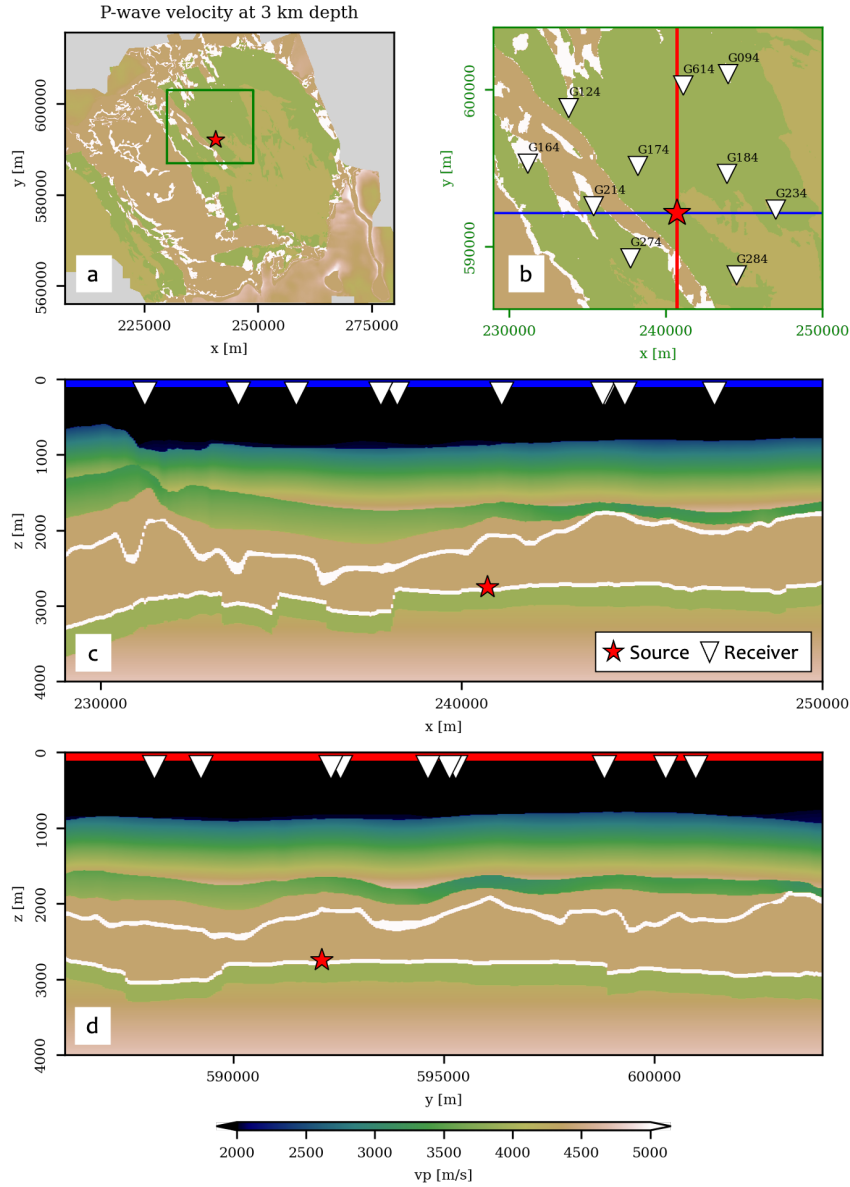 P-wave velocity at 3 km depth
600000
580000
560000
y [m]
a
225000 250000 275000
x [m]
600000
590000
y [m]
G094
G614
G124
G174
G164
G184
G214
G234
G274
G284
b
230000 240000 250000
x [m]
0
1000
2000
3000
4000
z [m]
c
Source Receiver
230000 240000 250000
x [m]
0
1000
2000
3000
4000
z [m]
d
590000 595000 600000
y [m]
2000 2500 3000 3500 4000 4500 5000
vp [m/s]